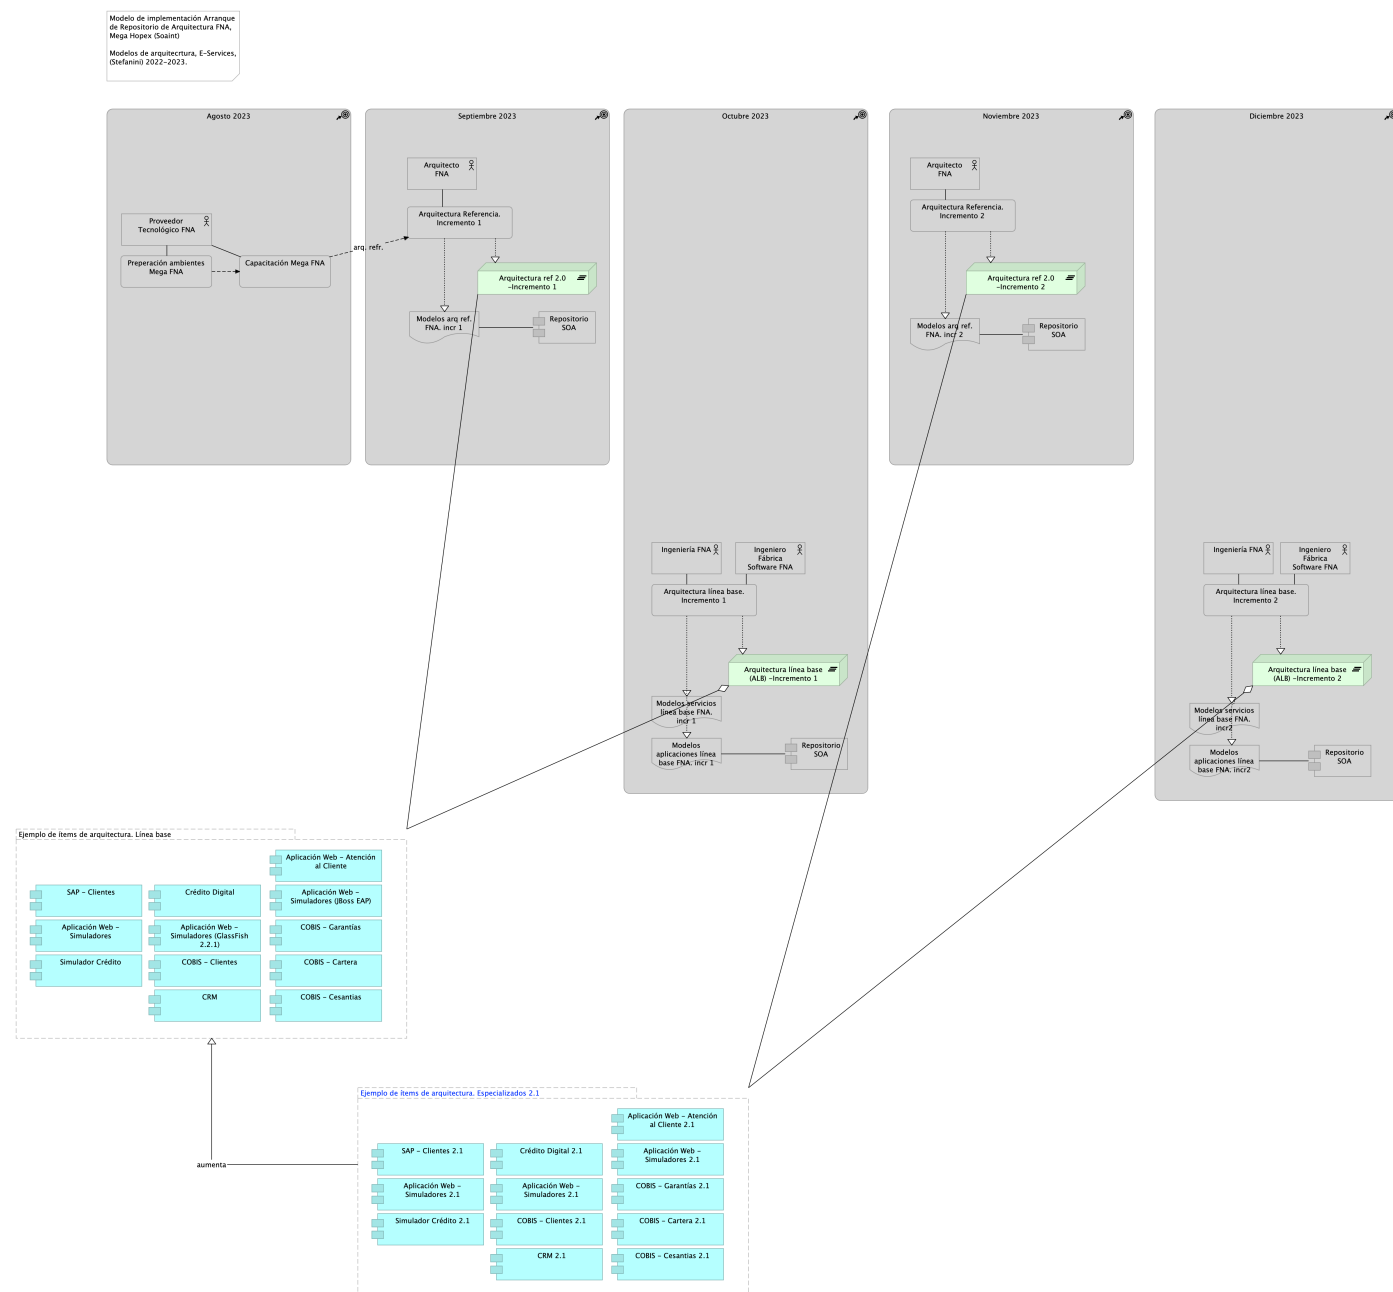 Modelo de implementación Arranque
de Repositorio de Arquitectura FNA,
Mega Hopex (Soaint)
Modelos de arquitecrtura, E-Services,
(Stefanini) 2022-2023.
Agosto 2023
Proveedor
Tecnológico FNA
Preperación ambientes
Mega FNA
Capacitación Mega FNA
arq. refr.
Septiembre 2023
Arquitecto
FNA
Arquitectura Referencia.
Incremento 1
Arquitectura ref 2.0
-Incremento 1
Modelos arq ref.
FNA. incr 1
Repositorio
SOA
Octubre 2023
Ingeniería FNA
Ingeniero
Fábrica
Software FNA
Arquitectura línea base.
Incremento 1
Arquitectura línea base
(ALB) -Incremento 1
Modelos servicios
línea base FNA.
incr 1
Modelos
aplicaciones línea
base FNA. incr 1
Repositorio
SOA
Noviembre 2023
Arquitecto
FNA
Arquitectura Referencia.
Incremento 2
Arquitectura ref 2.0
-Incremento 2
Modelos arq ref.
FNA. incr 2
Repositorio
SOA
Diciembre 2023
Ingeniería FNA
Ingeniero
Fábrica
Software FNA
Arquitectura línea base.
Incremento 2
Arquitectura línea base
(ALB) -Incremento 2
Modelos servicios
línea base FNA.
incr2
Modelos
aplicaciones línea
base FNA. incr2
Repositorio
SOA
Ejemplo de ítems de arquitectura. Línea base
Aplicación Web - Atención
al Cliente
SAP - Clientes
Crédito Digital
Aplicación Web -
Simuladores (JBoss EAP)
Aplicación Web -
Simuladores
Aplicación Web -
Simuladores (GlassFish
2.2.1)
COBIS - Garantías
Simulador Crédito
COBIS - Clientes
COBIS - Cartera
CRM
COBIS - Cesantias
aumenta
Ejemplo de ítems de arquitectura. Especializados 2.1
Aplicación Web - Atención
al Cliente 2.1
SAP - Clientes 2.1
Crédito Digital 2.1
Aplicación Web -
Simuladores 2.1
Aplicación Web -
Simuladores 2.1
Aplicación Web -
Simuladores 2.1
COBIS - Garantías 2.1
Simulador Crédito 2.1
COBIS - Clientes 2.1
COBIS - Cartera 2.1
CRM 2.1
COBIS - Cesantias 2.1